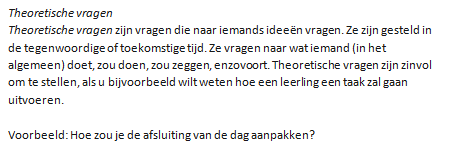 Theoretische vragen
Theoretische vragen zijn vragen die naar iemands ideeën vragen. Ze zijn gesteld in
de tegenwoordige of toekomstige tijd. Ze vragen naar wat iemand (in het
algemeen) doet, zou doen, zou zeggen, enzovoort. Theoretische vragen zijn zinvol
om te stellen, als u bijvoorbeeld wilt weten hoe een leerling een taak zal gaan
uitvoeren.
Voorbeeld: Hoe zou je de afsluiting van de dag aanpakken?